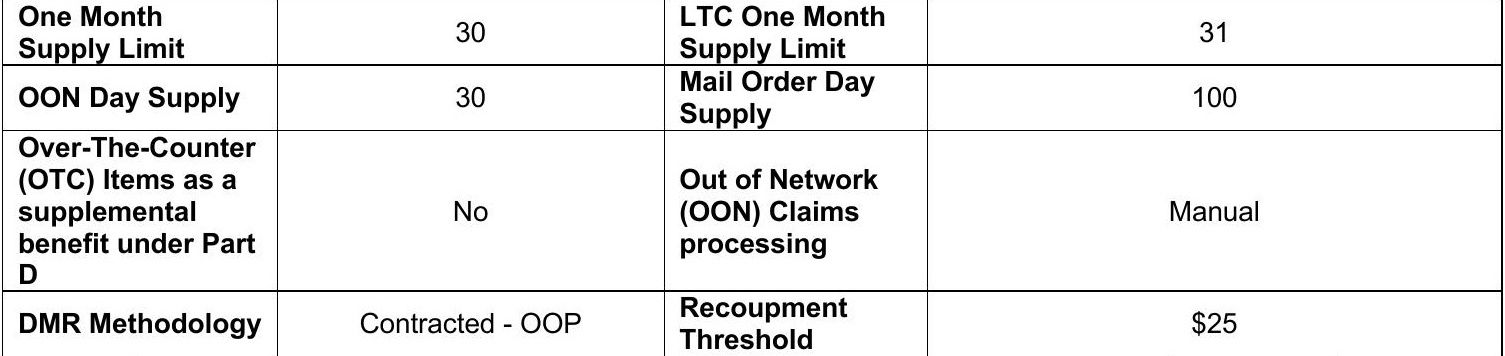 One Month
Supply Limit
30
LTC One Month
Supply Limit
31
OON Day Supply
30
Mail Order Day
Supply
100
Over-The-Counter
(OTC) Items as a
supplemental
benefit under Part
D
No
Out of Network
(OON) Claims
processing
Manual
DMR Methodology
Contracted - OOP
Recoupment
Threshold
$25